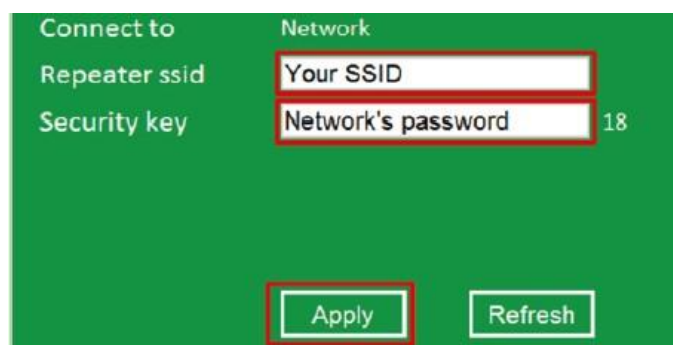 Connect to Network
Repeater ssid Your SSID
Security key Network's password 18
Apply Refresh